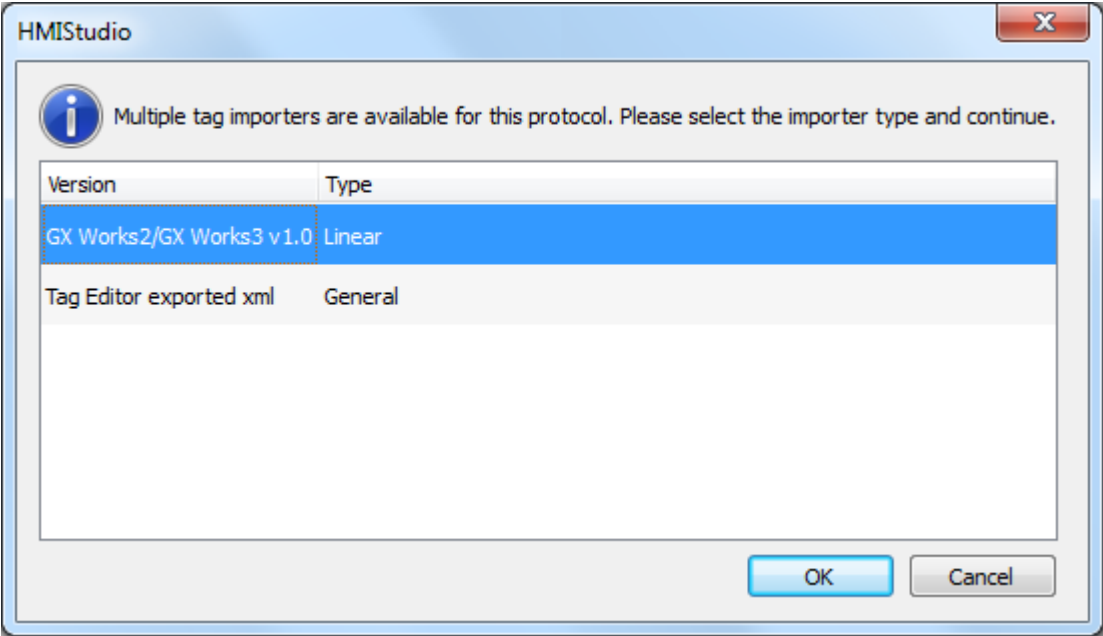 HMIStudio
Multiple tag importers are available for this protocol. Please select the importer type and continue.
Version Type
GX Works2/GX Works3 v1.0 Linear
Tag Editor exported xml General
OK Cancel